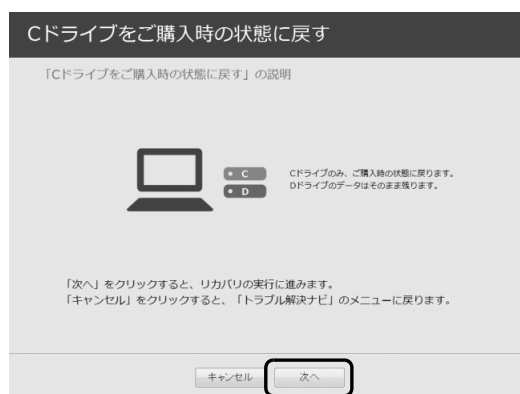 Cドライブをご購入時の状態に戻す
「Cドライブをご購入時の状態に戻す」の説明
C
Cドライブのみ、ご購入時の状態に戻ります。
D
Dドライブのデータはそのまま残ります。
「次へ」をクリックすると、リカバリの実行に進みます。
「キャンセル」をクリックすると、「トラブル解決ナビ」のメニューに戻ります。
キャンセル
次へ